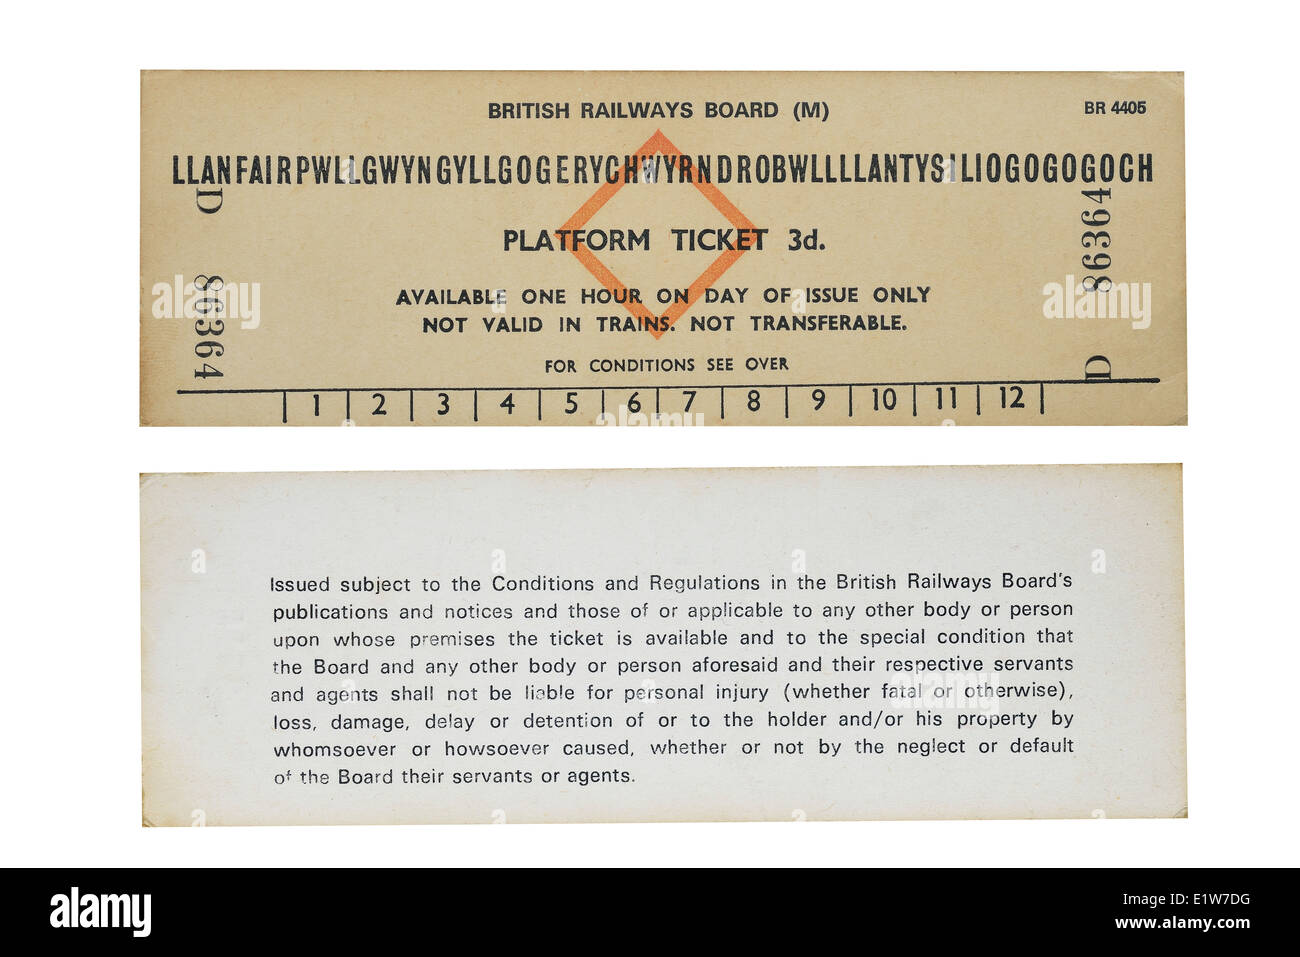 BRITISH RAILWAYS BOARD (M)
BR 4405
LLANFAIRPWLLGWYNGYLLGOGERYCHWYRNDROBWLLLLANTYSILIOGOGOGOCH
PLATFORM TICKET 3d.
AVAILABLE ONE HOUR ON DAY OF ISSUE ONLY
NOT VALID IN TRAINS. NOT TRANSFERABLE.
FOR CONDITIONS SEE OVER
D 86364
D 86364
1 2 3 4 5 6 7 8 9 10 11 12
Issued subject to the Conditions and Regulations in the British Railways Board's
publications and notices and those of or applicable to any other body or person
upon whose premises the ticket is available and to the special condition that
the Board and any other body or person aforesaid and their respective servants
and agents shall not be liable for personal injury (whether fatal or otherwise),
loss, damage, delay or detention of or to the holder and/or his property by
whomsoever or howsoever caused, whether or not by the neglect or default
of the Board their servants or agents.
a
a
a
a
a
a
a
a
a
alamy
alamy
alamy
alamy
alamy
alamy
Image ID: E1W7DG
www.alamy.com